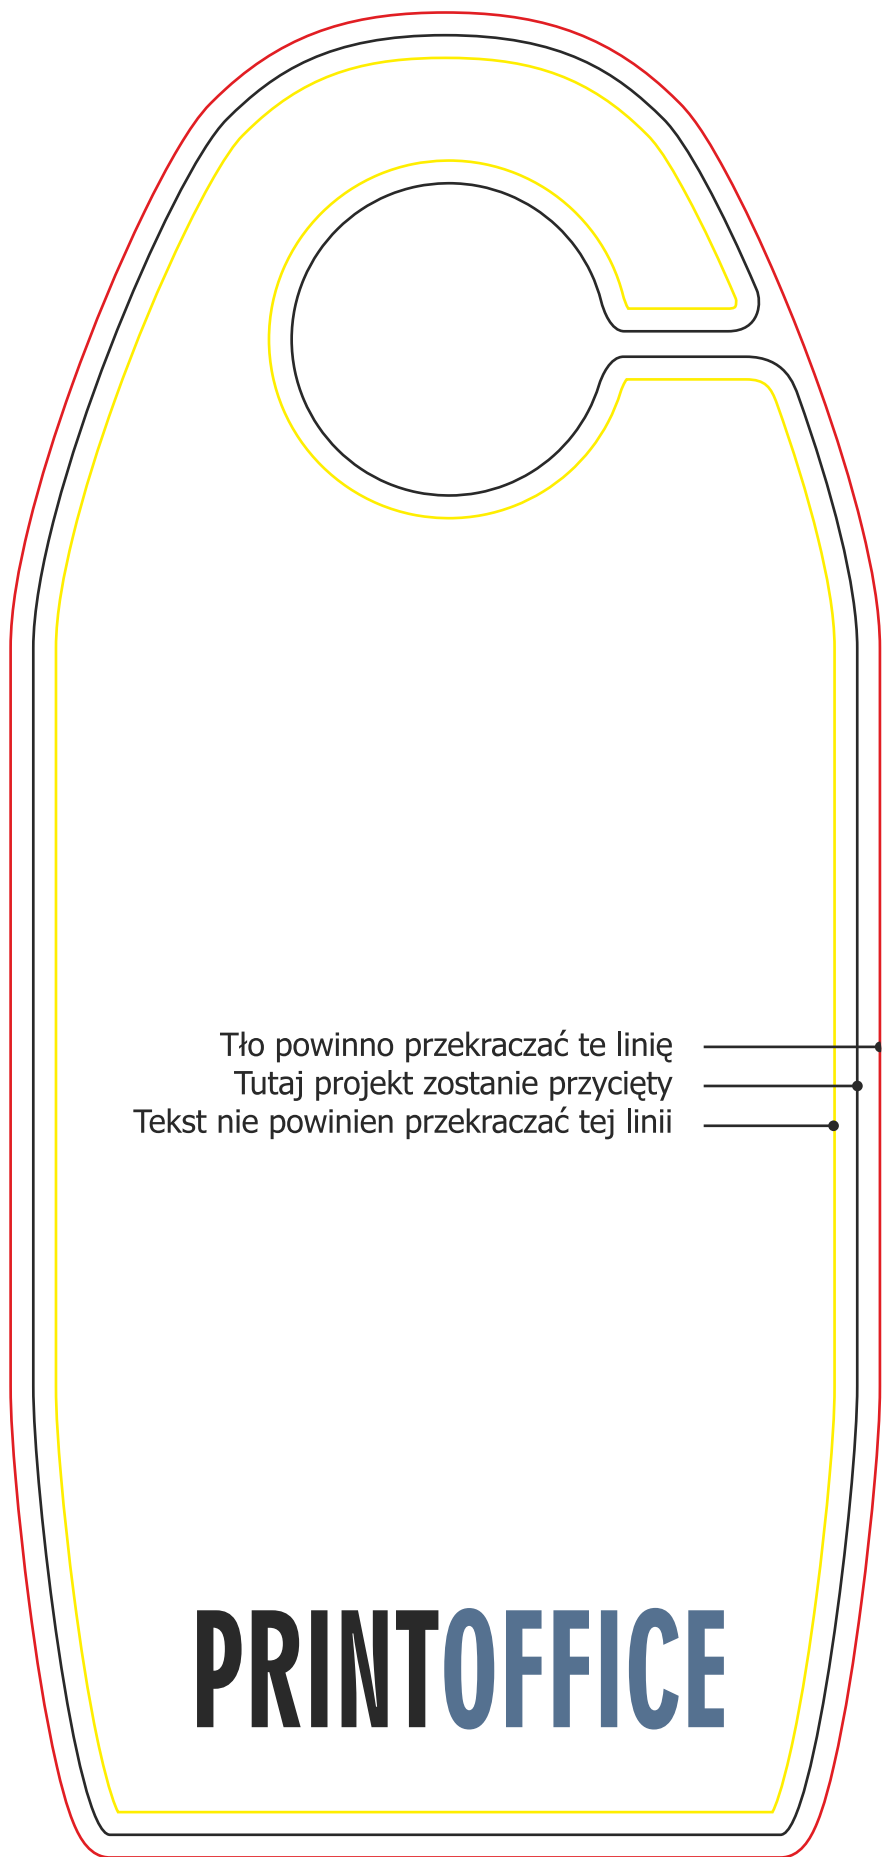 Tło powinno przekraczać te linię
Tutaj projekt zostanie przycięty
Tekst nie powinien przekraczać tej linii
PRINTOFFICE